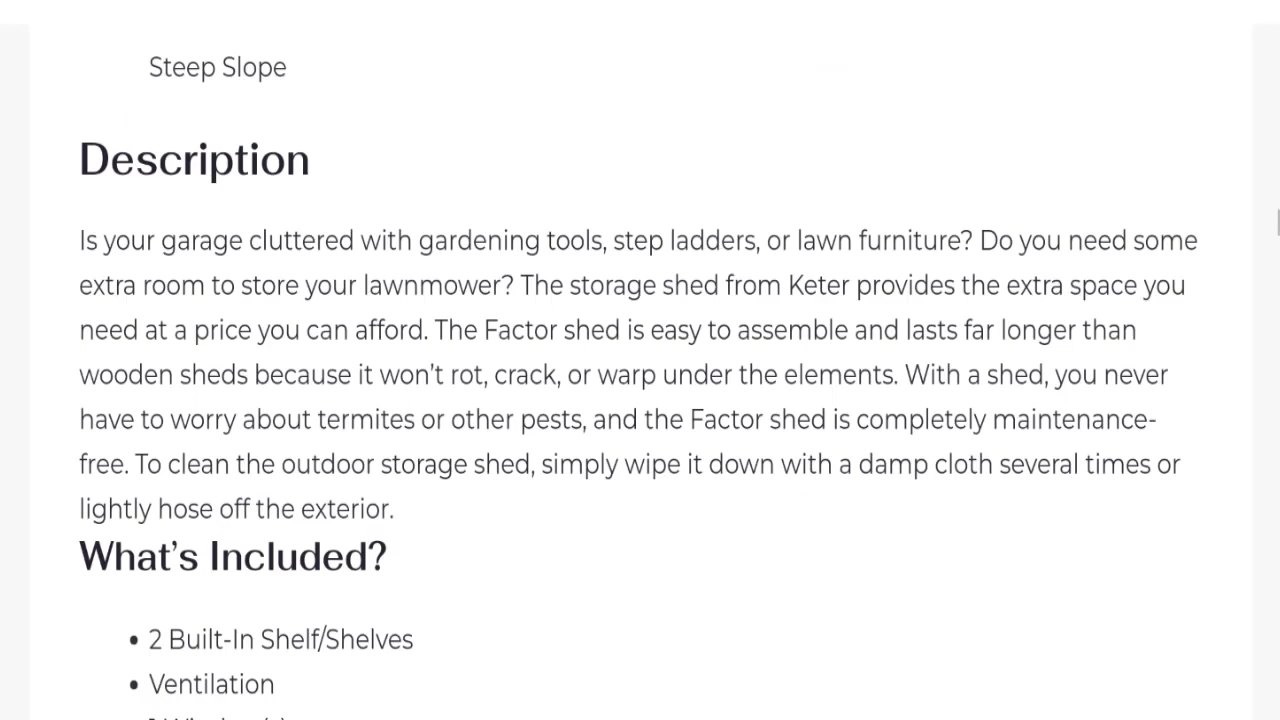 Steep Slope
Description
Is your garage cluttered with gardening tools, step ladders, or lawn furniture? Do you need some
extra room to store your lawnmower? The storage shed from Keter provides the extra space you
need at a price you can afford. The Factor shed is easy to assemble and lasts far longer than
wooden sheds because it won’t rot, crack, or warp under the elements. With a shed, you never
have to worry about termites or other pests, and the Factor shed is completely maintenance-
free. To clean the outdoor storage shed, simply wipe it down with a damp cloth several times or
lightly hose off the exterior.
What’s Included?
• 2 Built-In Shelf/Shelves
• Ventilation